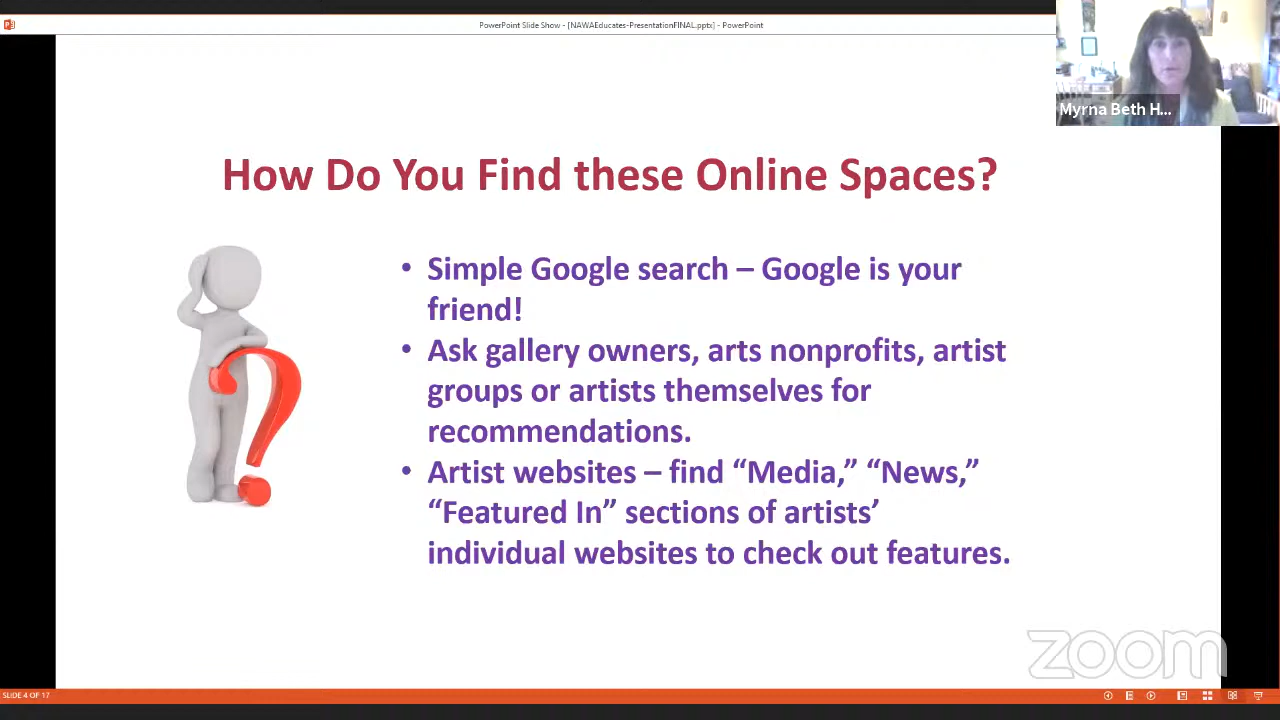 PowerPoint Slide Show - [NAWAEducates-PresentationFINAL.pptx] - PowerPoint
Myrna Beth H...
How Do You Find these Online Spaces?
• Simple Google search – Google is your
friend!
• Ask gallery owners, arts nonprofits, artist
groups or artists themselves for
recommendations.
• Artist websites – find “Media,” “News,”
“Featured In” sections of artists’
individual websites to check out features.
zoom
SLIDE 4 OF 17